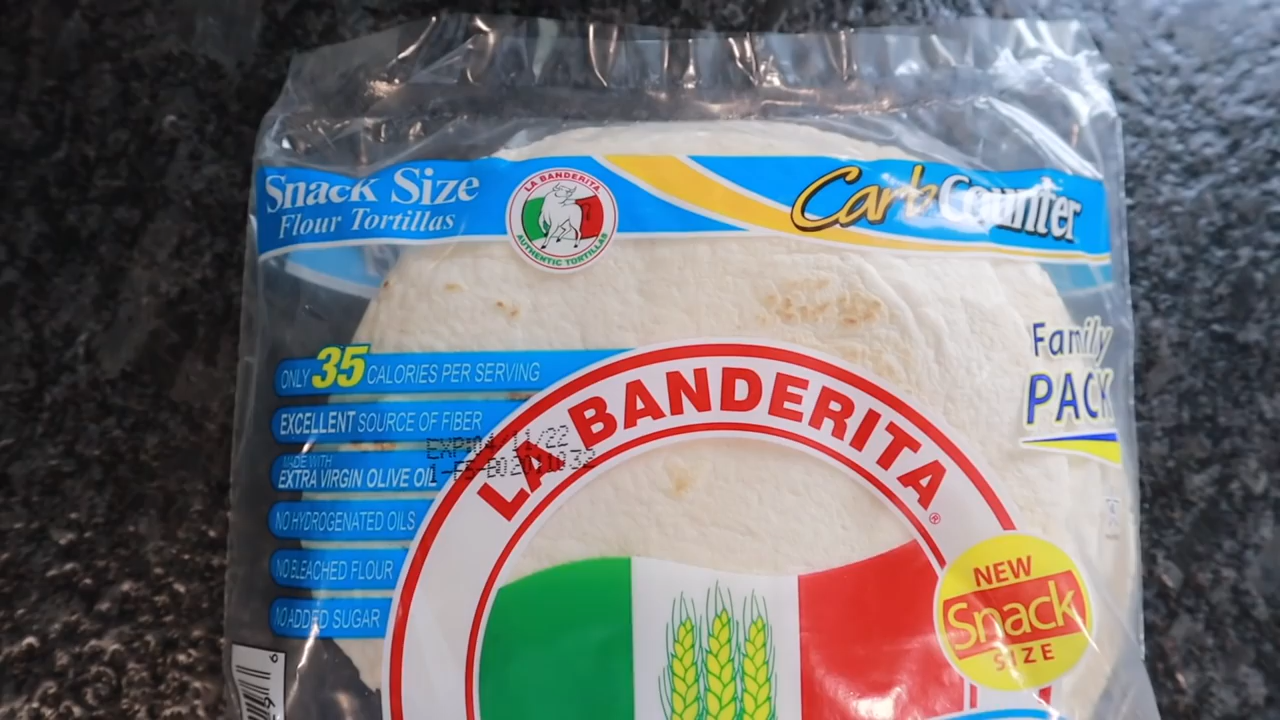 Snack Size
Flour Tortillas
LA BANDERITA
AUTHENTIC TORTILLAS
CarbCounter
Family
PACK
ONLY 35 CALORIES PER SERVING
EXCELLENT SOURCE OF FIBER
MADE WITH
EXTRA VIRGIN OLIVE OIL
NO HYDROGENATED OILS
NO BLEACHED FLOUR
NO ADDED SUGAR
LA BANDERITA®
NEW
Snack
SIZE
6